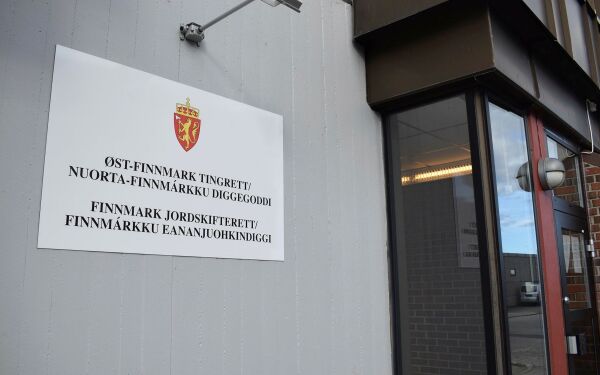 ØST-FINNMARK TINGRETT/
NUORTA-FINNMÁRKKU DIGGEGODDI
FINNMARK JORDSKIFTERETT/
FINNMÁRKKU EANANJUOHKINDIGGI